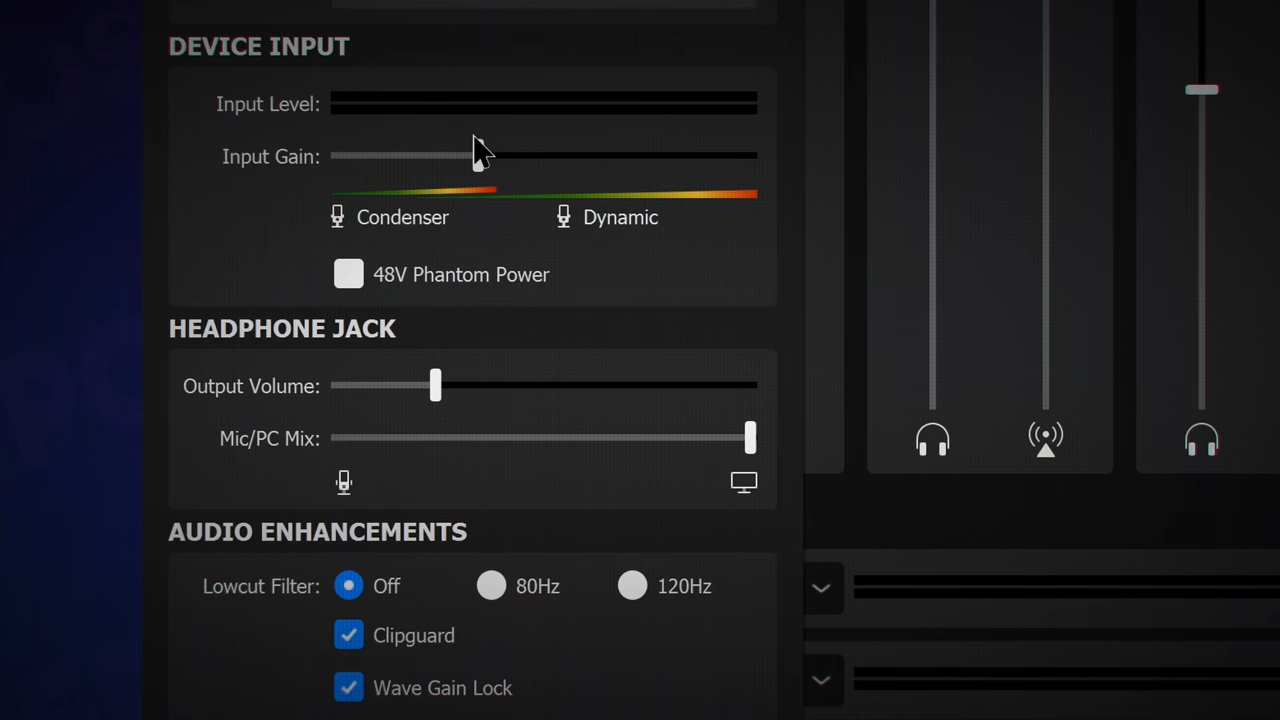 DEVICE INPUT
Input Level:
Input Gain:
Condenser Dynamic
48V Phantom Power
HEADPHONE JACK
Output Volume:
Mic/PC Mix:
AUDIO ENHANCEMENTS
Lowcut Filter: Off 80Hz 120Hz
Clipguard
Wave Gain Lock